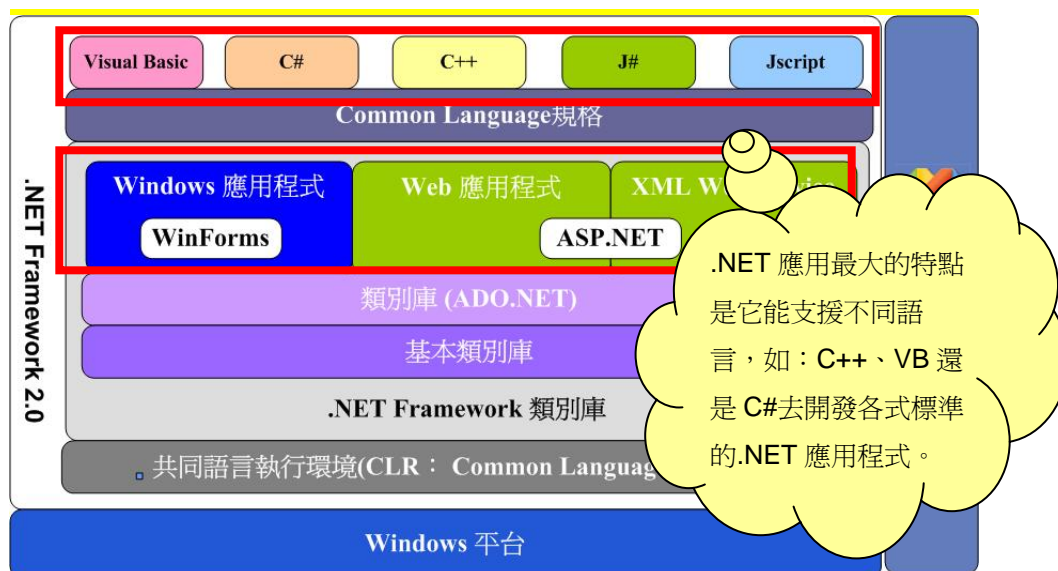 Visual Basic
C#
C++
J#
Jscript
Common Language規格
.NET Framework 2.0
Windows 應用程式
Web 應用程式
XML W
WinForms
ASP.NET
類別庫 (ADO.NET)
基本類別庫
.NET Framework 類別庫
共同語言執行環境(CLR： Common Languag
Windows 平台
.NET 應用最大的特點
是它能支援不同語
言，如：C++、VB 還
是 C#去開發各式標準
的.NET 應用程式。